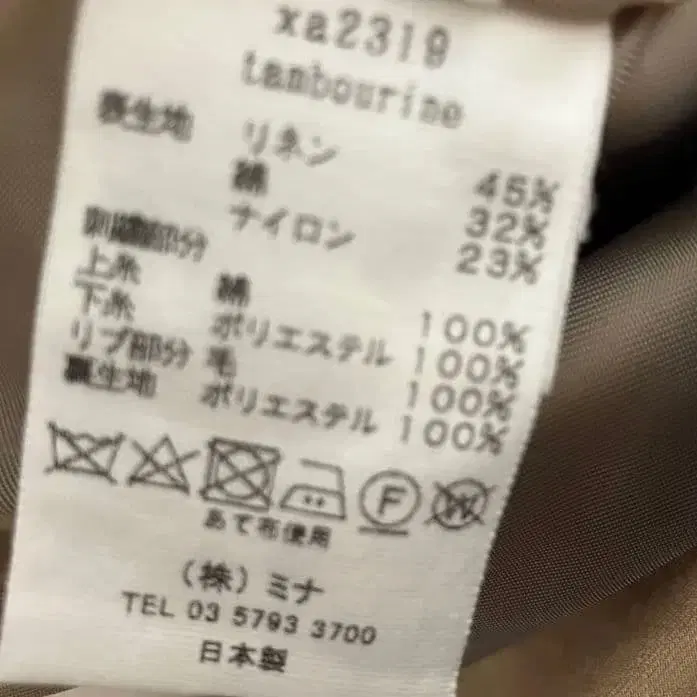 xa2319
tambourine
表生地 リネン 45%
綿 32%
ナイロン 23%
刺繍部分
上糸 綿 100%
下糸 ポリエステル 100%
リブ部分 毛 100%
裏生地 ポリエステル 100%
F W
あて布使用
(株)ミナ
TEL 03 5793 3700
日本製